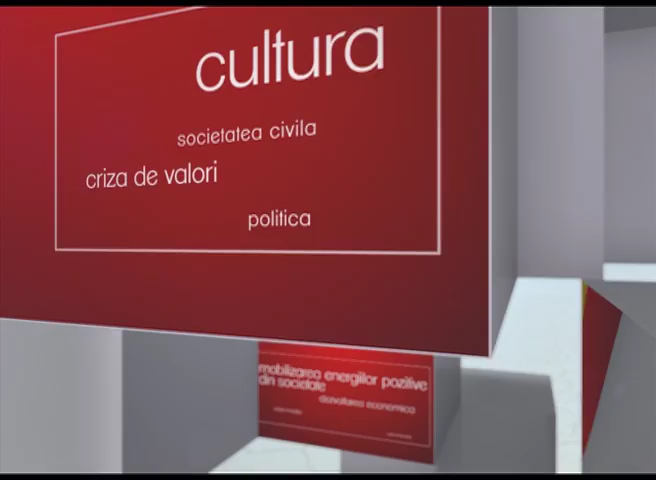 cultura
societatea civila
criza de valori
politica
mobilizarea energiilor pozitive
din societate
dezvoltarea economica